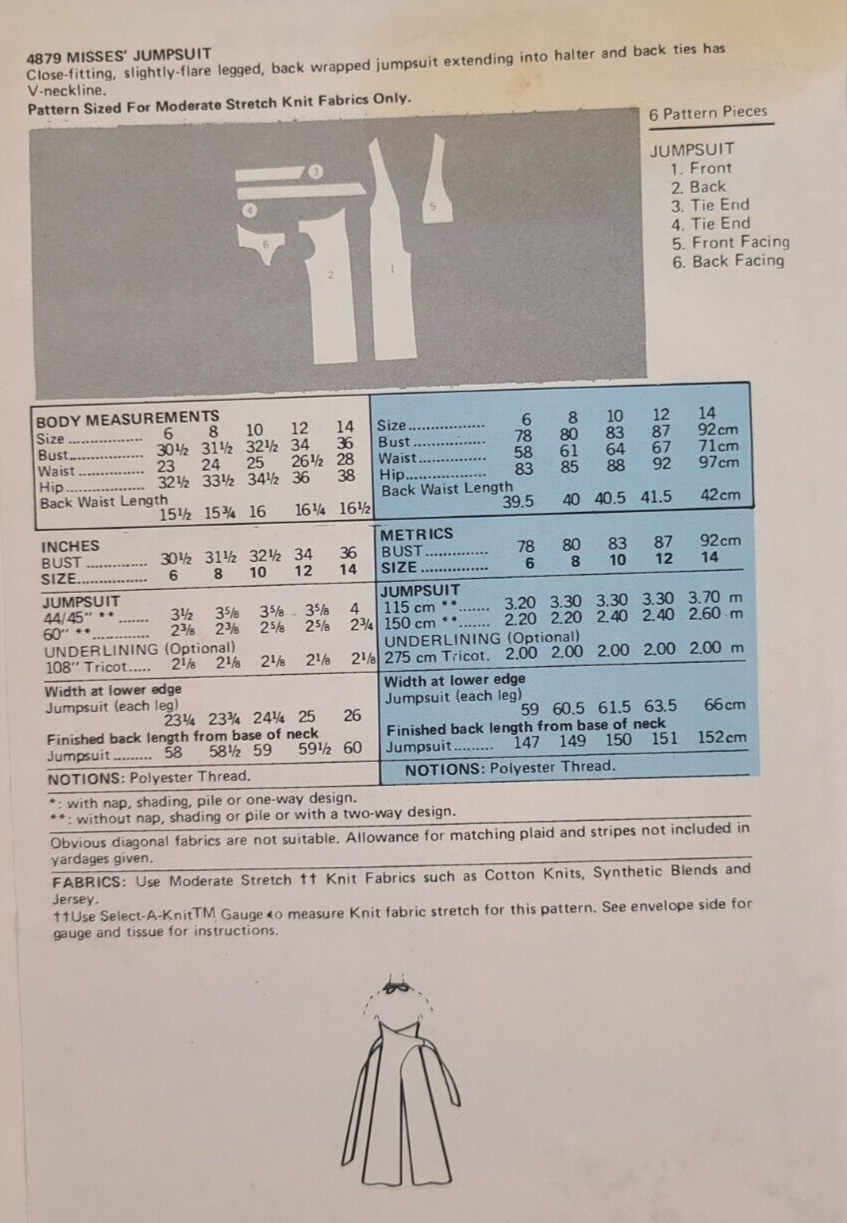 4879 MISSES' JUMPSUIT
Close-fitting, slightly-flare legged, back wrapped jumpsuit extending into halter and back ties has
V-neckline.
Pattern Sized For Moderate Stretch Knit Fabrics Only.
6 Pattern Pieces
JUMPSUIT
1. Front
2. Back
3. Tie End
4. Tie End
5. Front Facing
6. Back Facing
3
4
5
6
2
1
BODY MEASUREMENTS
Size ................. 6 8 10 12 14
Bust................. 30½ 31½ 32½ 34 36
Waist ............... 23 24 25 26½ 28
Hip.................... 32½ 33½ 34½ 36 38
Back Waist Length
15½ 15¾ 16 16¼ 16½
Size................. 6 8 10 12 14
Bust ................ 78 80 83 87 92cm
Waist............... 58 61 64 67 71cm
Hip.................. 83 85 88 92 97cm
Back Waist Length
39.5 40 40.5 41.5 42cm
INCHES
BUST ............. 30½ 31½ 32½ 34 36
SIZE................ 6 8 10 12 14
METRICS
BUST.............. 78 80 83 87 92cm
SIZE ............... 6 8 10 12 14
JUMPSUIT
44/45" ** ....... 3½ 3⅝ 3⅝ 3⅝ 4
60" **............. 2⅜ 2⅜ 2⅝ 2⅝ 2¾
UNDERLINING (Optional)
108" Tricot..... 2⅛ 2⅛ 2⅛ 2⅛ 2⅛
JUMPSUIT
115 cm **....... 3.20 3.30 3.30 3.30 3.70 m
150 cm **....... 2.20 2.20 2.40 2.40 2.60 m
UNDERLINING (Optional)
275 cm Tricot. 2.00 2.00 2.00 2.00 2.00 m
Width at lower edge
Jumpsuit (each leg)
23¼ 23¾ 24¼ 25 26
Finished back length from base of neck
Jumpsuit ......... 58 58½ 59 59½ 60
Width at lower edge
Jumpsuit (each leg)
59 60.5 61.5 63.5 66cm
Finished back length from base of neck
Jumpsuit......... 147 149 150 151 152cm
NOTIONS: Polyester Thread.
NOTIONS: Polyester Thread.
*: with nap, shading, pile or one-way design.
**: without nap, shading or pile or with a two-way design.
Obvious diagonal fabrics are not suitable. Allowance for matching plaid and stripes not included in
yardages given.
FABRICS: Use Moderate Stretch †† Knit Fabrics such as Cotton Knits, Synthetic Blends and
Jersey.
††Use Select-A-KnitTM Gauge to measure Knit fabric stretch for this pattern. See envelope side for
gauge and tissue for instructions.